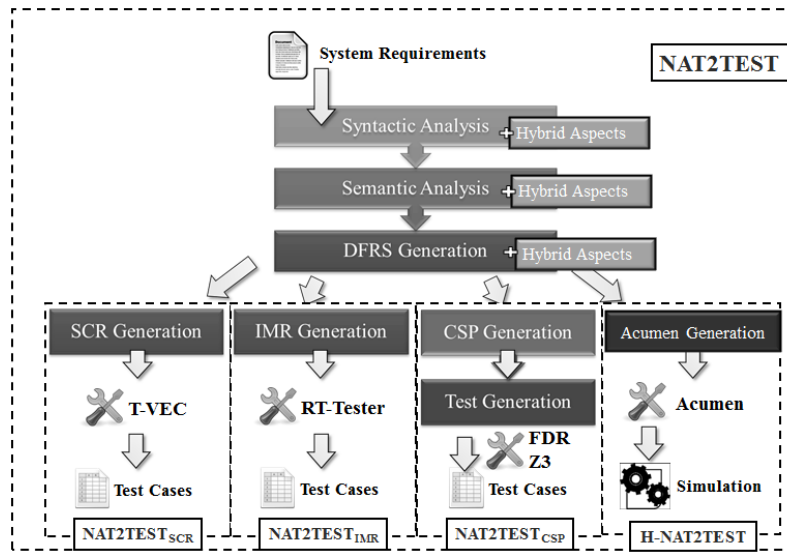 Document
System Requirements
NAT2TEST
Syntactic Analysis
+ Hybrid Aspects
Semantic Analysis
+ Hybrid Aspects
DFRS Generation
+ Hybrid Aspects
SCR Generation
IMR Generation
CSP Generation
Acumen Generation
T-VEC
RT-Tester
Test Generation
Acumen
FDR
Z3
Test Cases
Test Cases
Test Cases
Simulation
NAT2TESTSCR
NAT2TESTIMR
NAT2TESTCSP
H-NAT2TEST